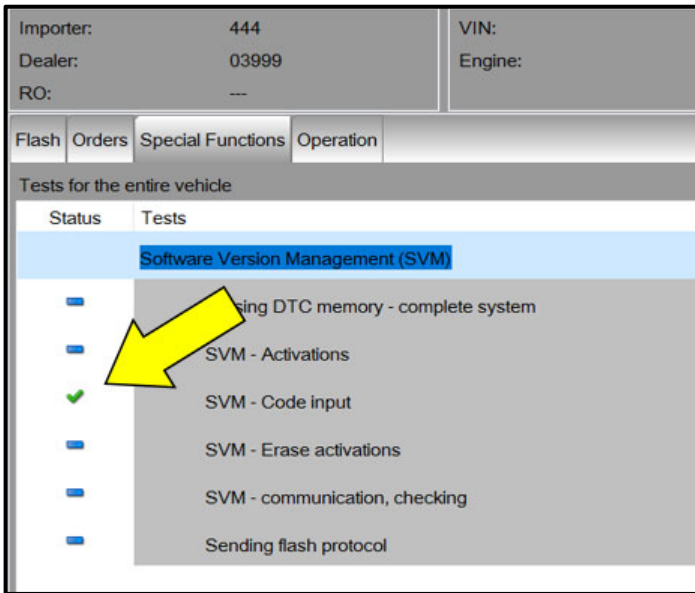 Importer: 444 VIN:
Dealer: 03999 Engine:
RO: ---
Flash Orders Special Functions Operation
Tests for the entire vehicle
Status Tests
Software Version Management (SVM)
DTC memory - complete system
SVM - Activations
SVM - Code input
SVM - Erase activations
SVM - communication, checking
Sending flash protocol